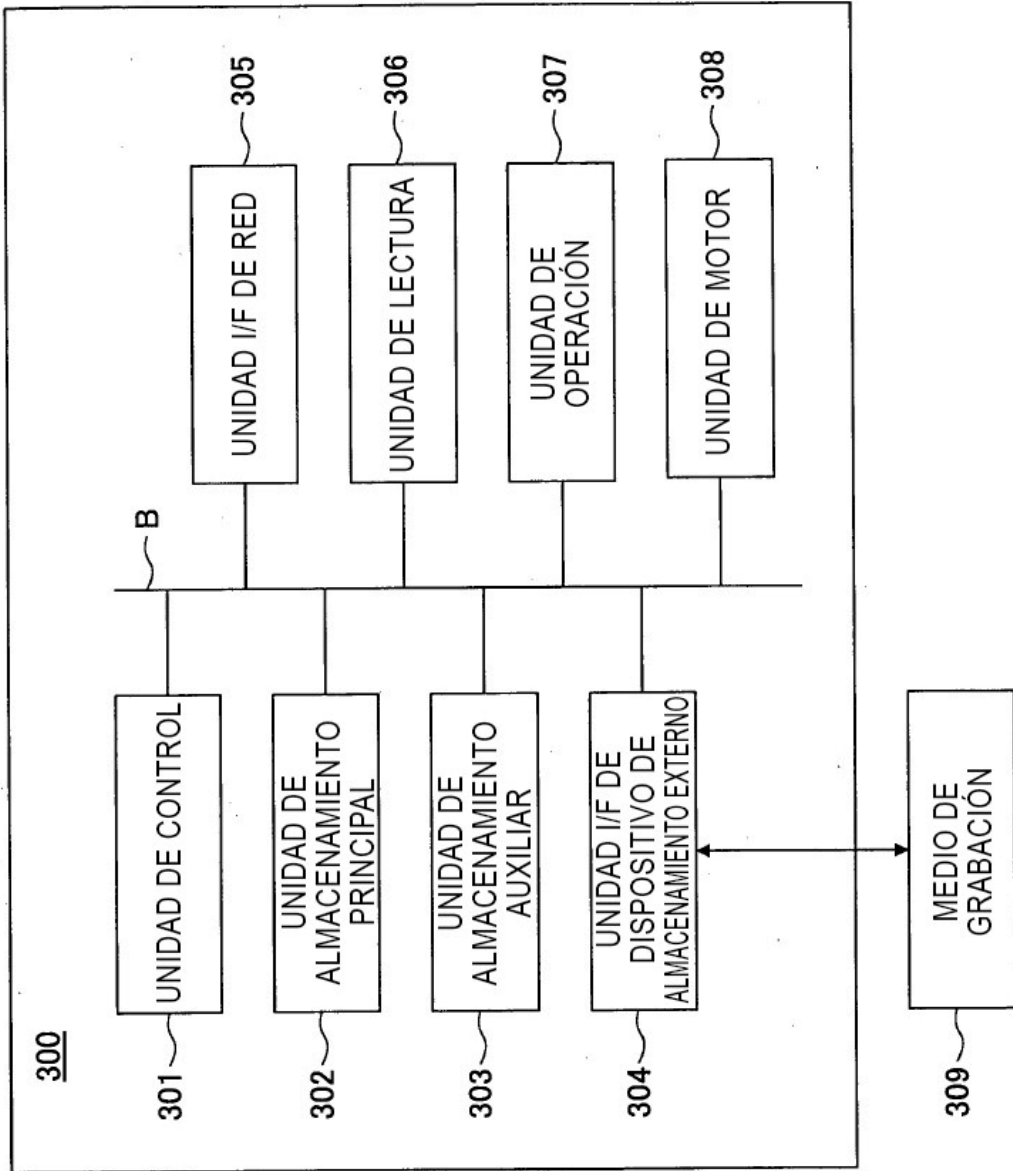 300
301
UNIDAD DE CONTROL
302
UNIDAD DE
ALMACENAMIENTO
PRINCIPAL
303
UNIDAD DE
ALMACENAMIENTO
AUXILIAR
304
UNIDAD I/F DE
DISPOSITIVO DE
ALMACENAMIENTO EXTERNO
B
UNIDAD I/F DE RED
305
UNIDAD DE LECTURA
306
UNIDAD DE
OPERACIÓN
307
UNIDAD DE MOTOR
308
309
MEDIO DE
GRABACIÓN